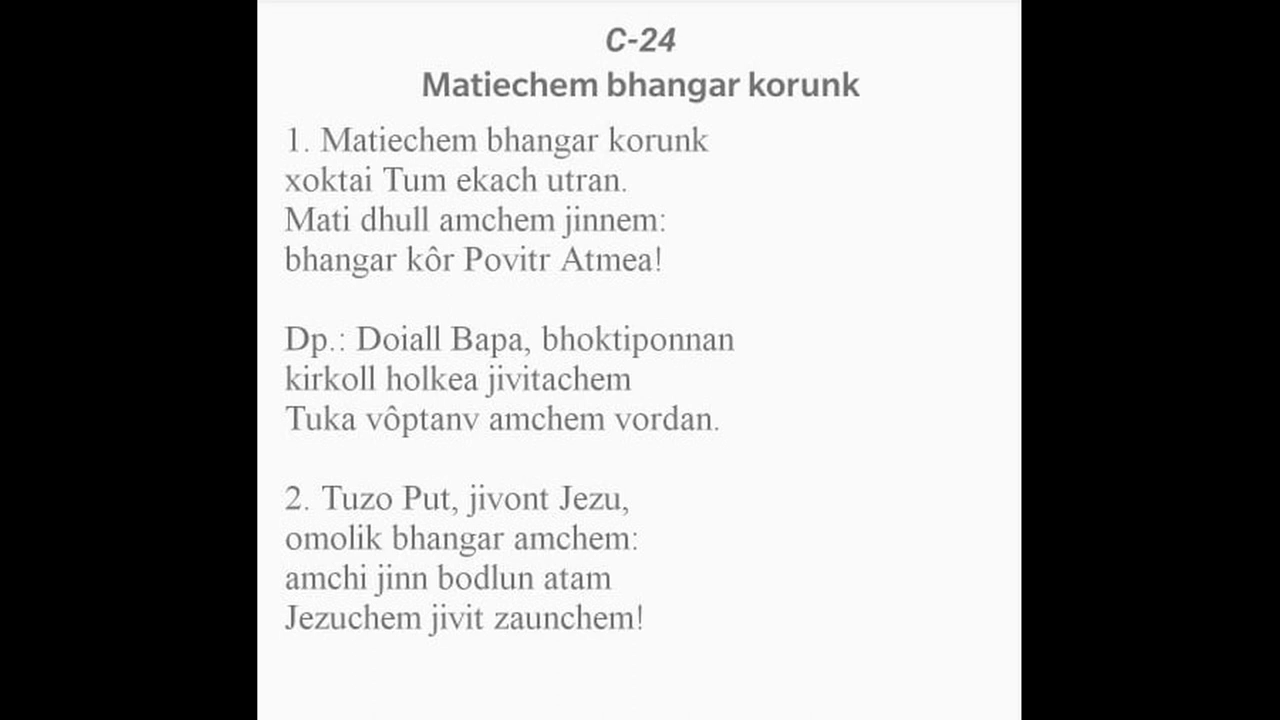 C-24
Matiechem bhangar korunk
1. Matiechem bhangar korunk
xoktai Tum ekach utran.
Mati dhull amchem jinnem:
bhangar kôr Povitr Atmea!
Dp.: Doiall Bapa, bhoktiponnan
kirkoll holkea jivitachem
Tuka vôptanv amchem vordan.
2. Tuzo Put, jivont Jezu,
omolik bhangar amchem:
amchi jinn bodlun atam
Jezuchem jivit zaunchem!